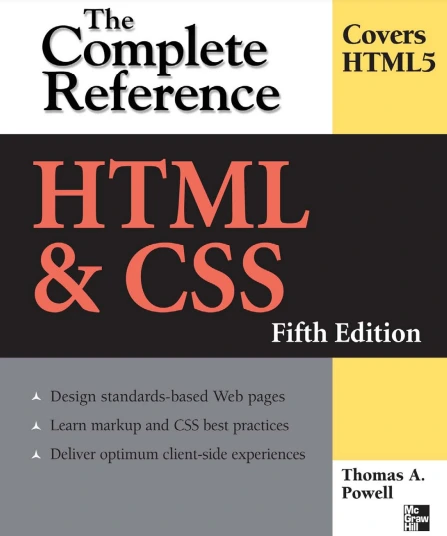 The
Complete
Reference
Covers
HTML5
HTML
& CSS
Fifth Edition
Design standards-based Web pages
Learn markup and CSS best practices
Deliver optimum client-side experiences
Thomas A.
Powell
Mc
Graw
Hill